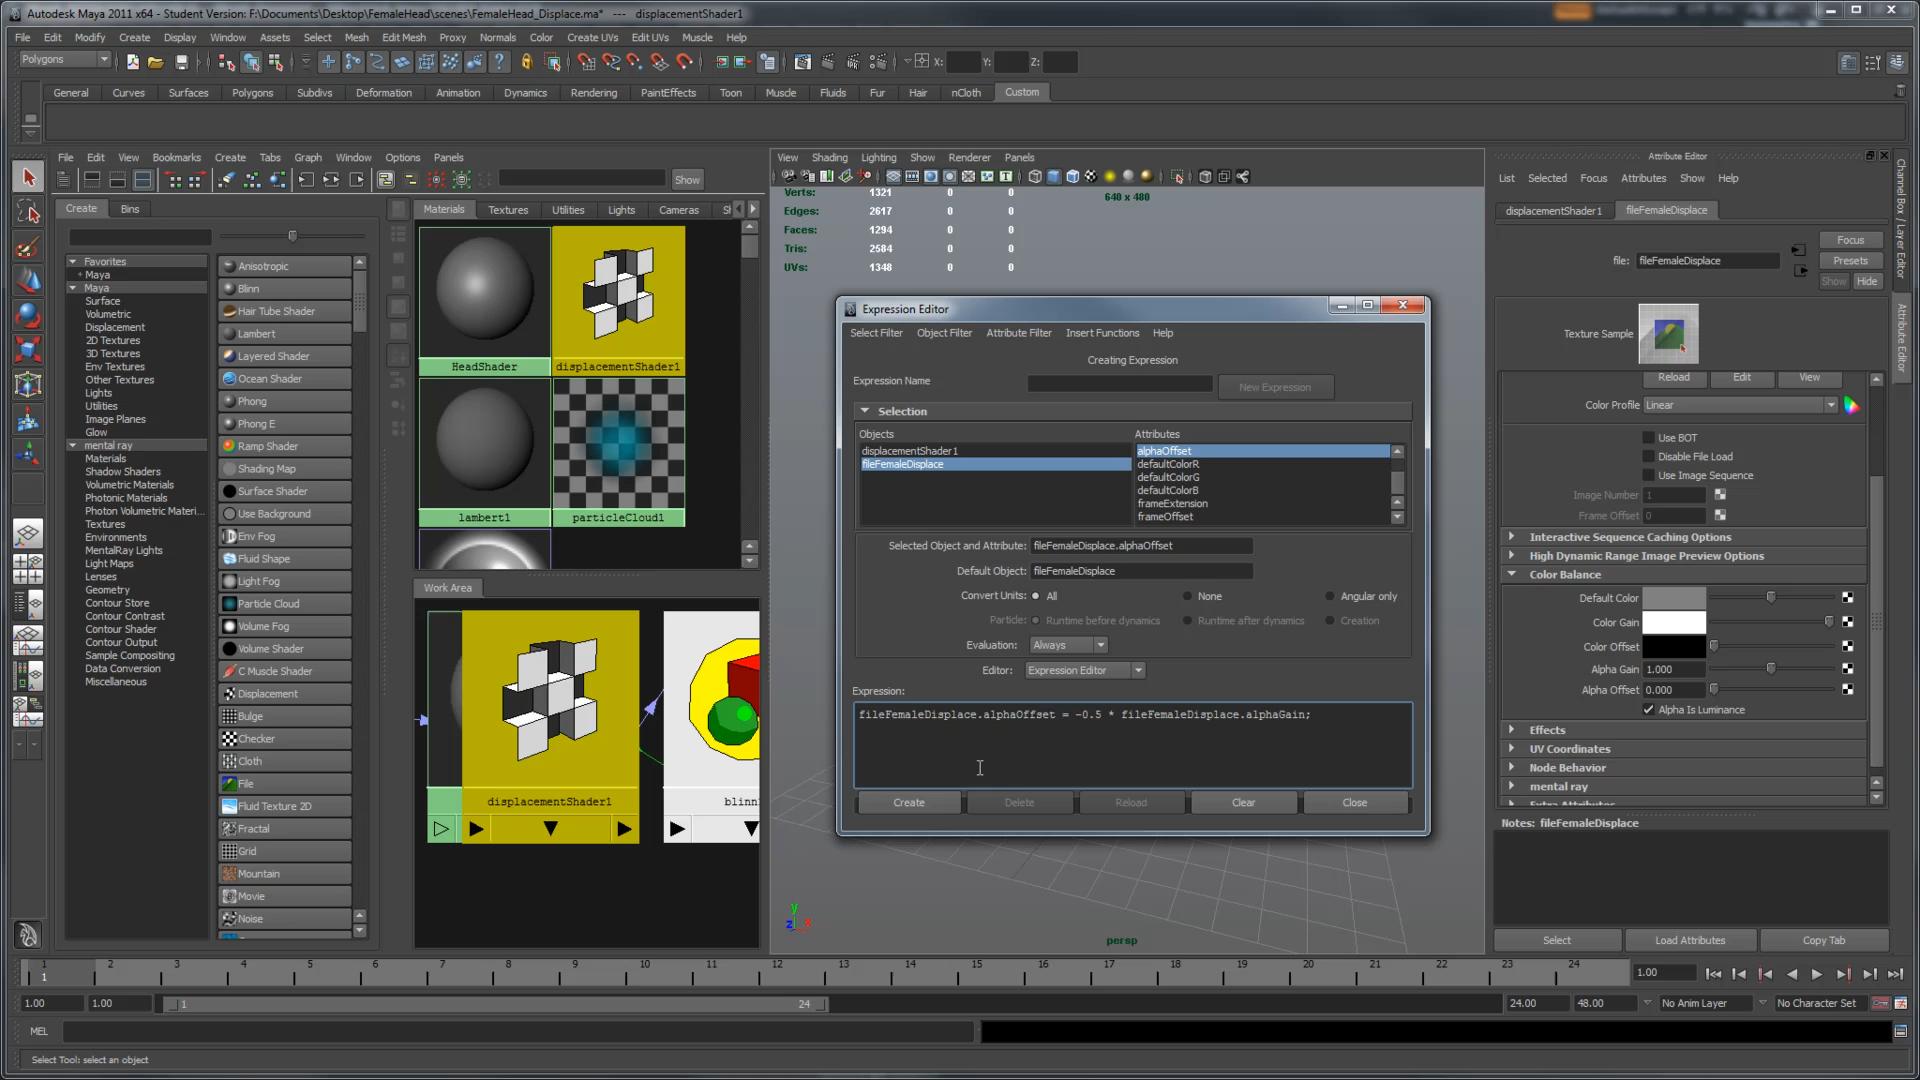 Autodesk Maya 2011 x64 - Student Version: F:\Documents\Desktop\FemaleHead\scenes\FemaleHead_Displace.ma*   ---   displacementShader1
File Edit Modify Create Display Window Assets Select Mesh Edit Mesh Proxy Normals Color Create UVs Edit UVs Muscle Help
Polygons X: Y: Z:
General Curves Surfaces Polygons Subdivs Deformation Animation Dynamics Rendering PaintEffects Toon Muscle Fluids Fur Hair nCloth Custom
File Edit View Bookmarks Create Tabs Graph Window Options Panels
Show
Create Bins
Favorites
+ Maya
Maya
Surface
Volumetric
Displacement
2D Textures
3D Textures
Env Textures
Other Textures
Lights
Utilities
Image Planes
Glow
mental ray
Materials
Shadow Shaders
Volumetric Materials
Photonic Materials
Photon Volumetric Materi...
Textures
Environments
MentalRay Lights
Light Maps
Lenses
Geometry
Contour Store
Contour Contrast
Contour Shader
Contour Output
Sample Compositing
Data Conversion
Miscellaneous
Anisotropic
Blinn
Hair Tube Shader
Lambert
Layered Shader
Ocean Shader
Phong
Phong E
Ramp Shader
Shading Map
Surface Shader
Use Background
Env Fog
Fluid Shape
Light Fog
Particle Cloud
Volume Fog
Volume Shader
C Muscle Shader
Displacement
Bulge
Checker
Cloth
File
Fluid Texture 2D
Fractal
Grid
Mountain
Movie
Noise
Materials Textures Utilities Lights Cameras
HeadShader displacementShader1
lambert1 particleCloud1
Work Area
displacementShader1
View Shading Lighting Show Renderer Panels
Verts: 1321 0 0
Edges: 2617 0 0
Faces: 1294 0 0
Tris: 2584 0 0
UVs: 1348 0 0
640 x 480
persp
y
z x
Expression Editor
Select Filter Object Filter Attribute Filter Insert Functions Help
Creating Expression
Expression Name New Expression
Selection
Objects Attributes
displacementShader1 alphaOffset
fileFemaleDisplace defaultColorR
defaultColorG
defaultColorB
frameExtension
frameOffset
Selected Object and Attribute: fileFemaleDisplace.alphaOffset
Default Object: fileFemaleDisplace
Convert Units: All None Angular only
Particle: Runtime before dynamics Runtime after dynamics Creation
Evaluation: Always
Editor: Expression Editor
Expression:
fileFemaleDisplace.alphaOffset = -0.5 * fileFemaleDisplace.alphaGain;
Create Delete Reload Clear Close
Attribute Editor
List Selected Focus Attributes Show Help
displacementShader1 fileFemaleDisplace
Focus
file: fileFemaleDisplace Presets
Show Hide
Texture Sample
Reload Edit View
Color Profile Linear
Use BOT
Disable File Load
Use Image Sequence
Image Number 1
Frame Offset 0
Interactive Sequence Caching Options
High Dynamic Range Image Preview Options
Color Balance
Default Color
Color Gain
Color Offset
Alpha Gain 1.000
Alpha Offset 0.000
Alpha Is Luminance
Effects
UV Coordinates
Node Behavior
mental ray
Extra Attributes
Notes: fileFemaleDisplace
Select Load Attributes Copy Tab
Channel Box / Layer Editor
Attribute Editor
1 2 3 4 5 6 7 8 9 10 11 12 13 14 15 16 17 18 19 20 21 22 23 24
1 1.00
1.00 1.00 1 24 24.00 48.00 No Anim Layer No Character Set
MEL
Select Tool: select an object